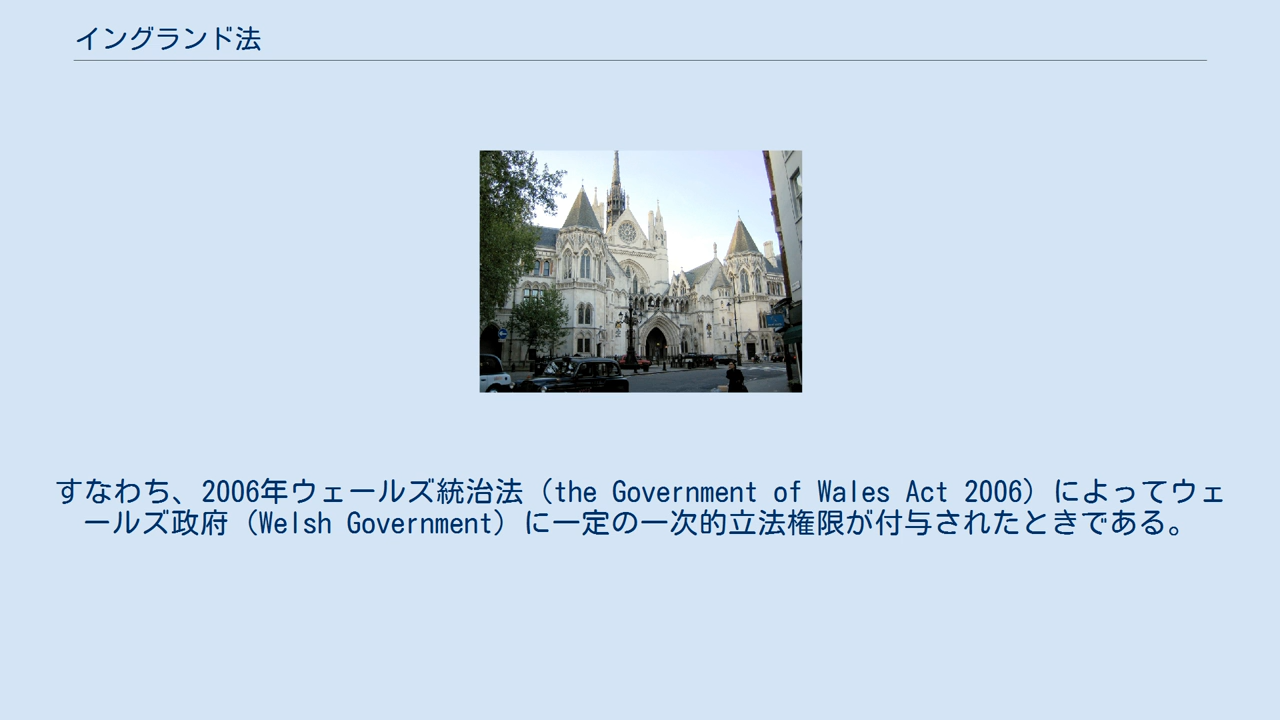 イングランド法
すなわち、2006年ウェールズ統治法（the Government of Wales Act 2006）によってウェ
ールズ政府（Welsh Government）に一定の一次的立法権限が付与されたときである。